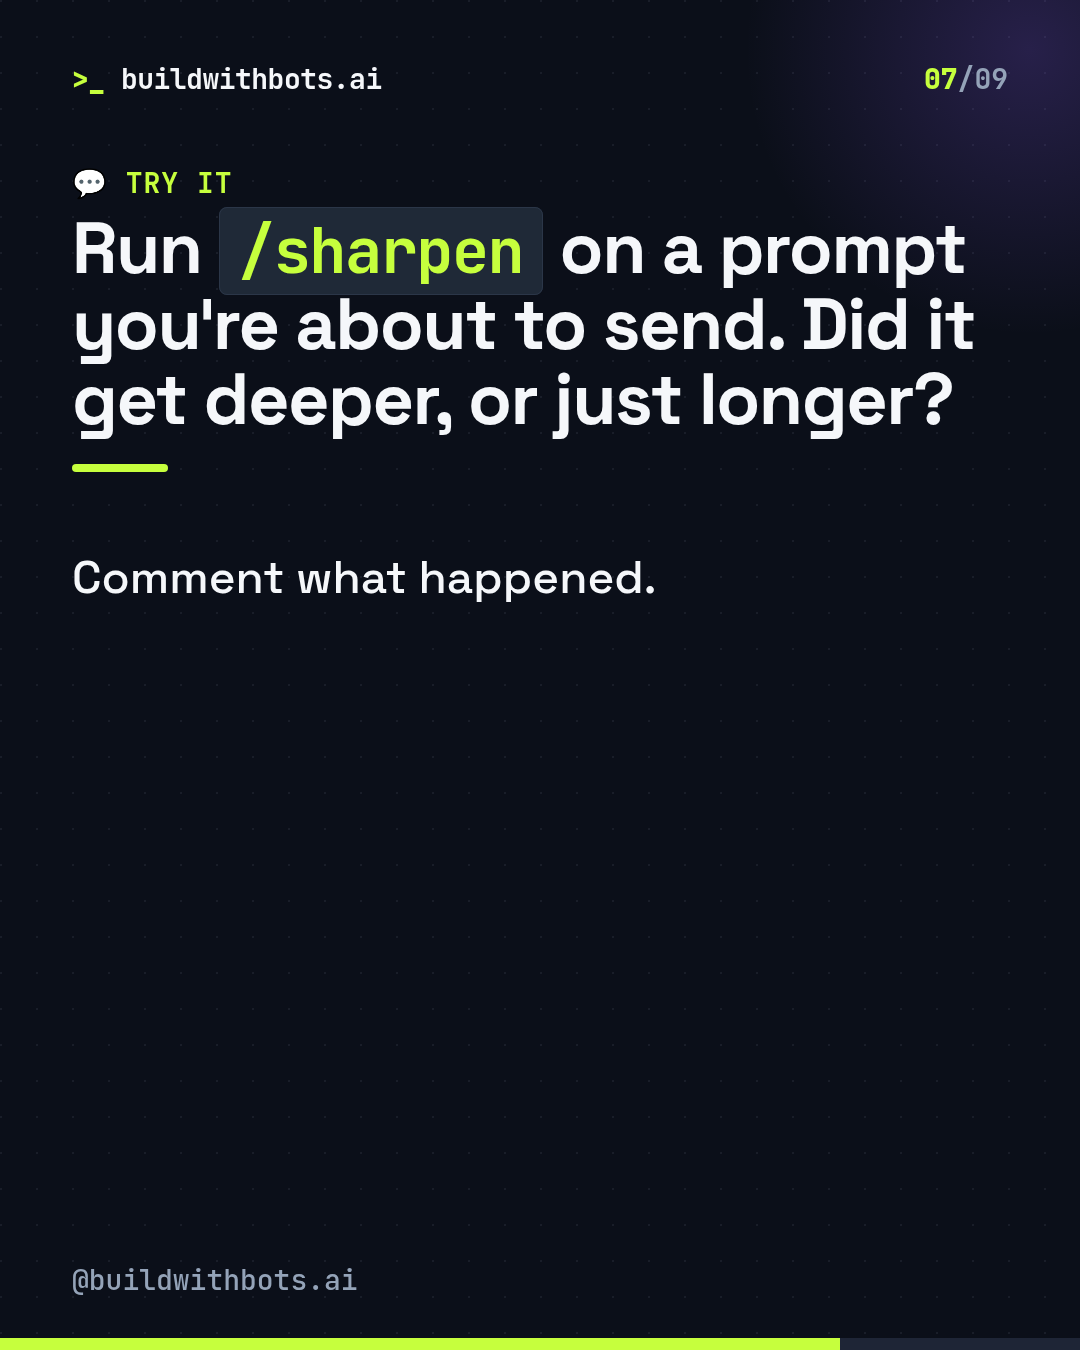 >_ buildwithbots.ai
07/09
💬 TRY IT
Run /sharpen on a prompt
you're about to send. Did it
get deeper, or just longer?
Comment what happened.
@buildwithbots.ai